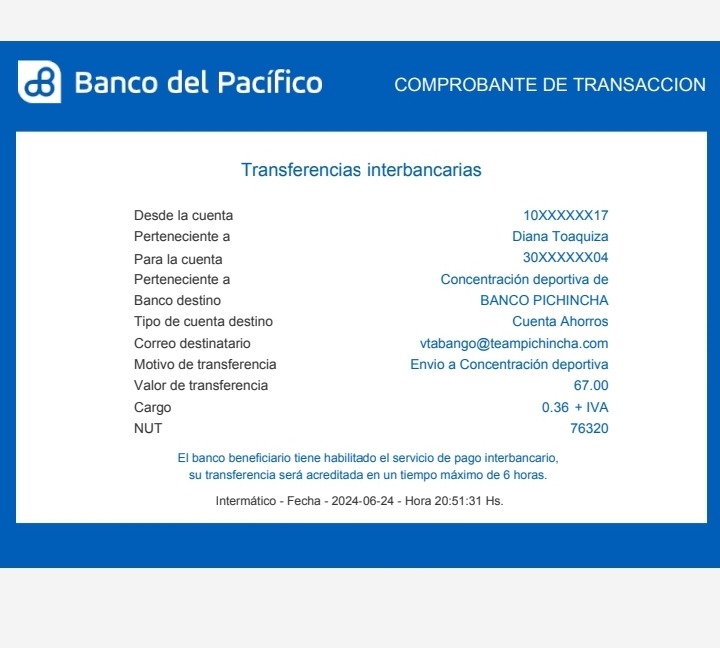 Banco del Pacífico COMPROBANTE DE TRANSACCION
Transferencias interbancarias
Desde la cuenta 10XXXXXX17
Perteneciente a Diana Toaquiza
Para la cuenta 30XXXXXX04
Perteneciente a Concentración deportiva de
Banco destino BANCO PICHINCHA
Tipo de cuenta destino Cuenta Ahorros
Correo destinatario vtabango@teampichincha.com
Motivo de transferencia Envio a Concentración deportiva
Valor de transferencia 67.00
Cargo 0.36 + IVA
NUT 76320
El banco beneficiario tiene habilitado el servicio de pago interbancario,
su transferencia será acreditada en un tiempo máximo de 6 horas.
Intermático - Fecha - 2024-06-24 - Hora 20:51:31 Hs.